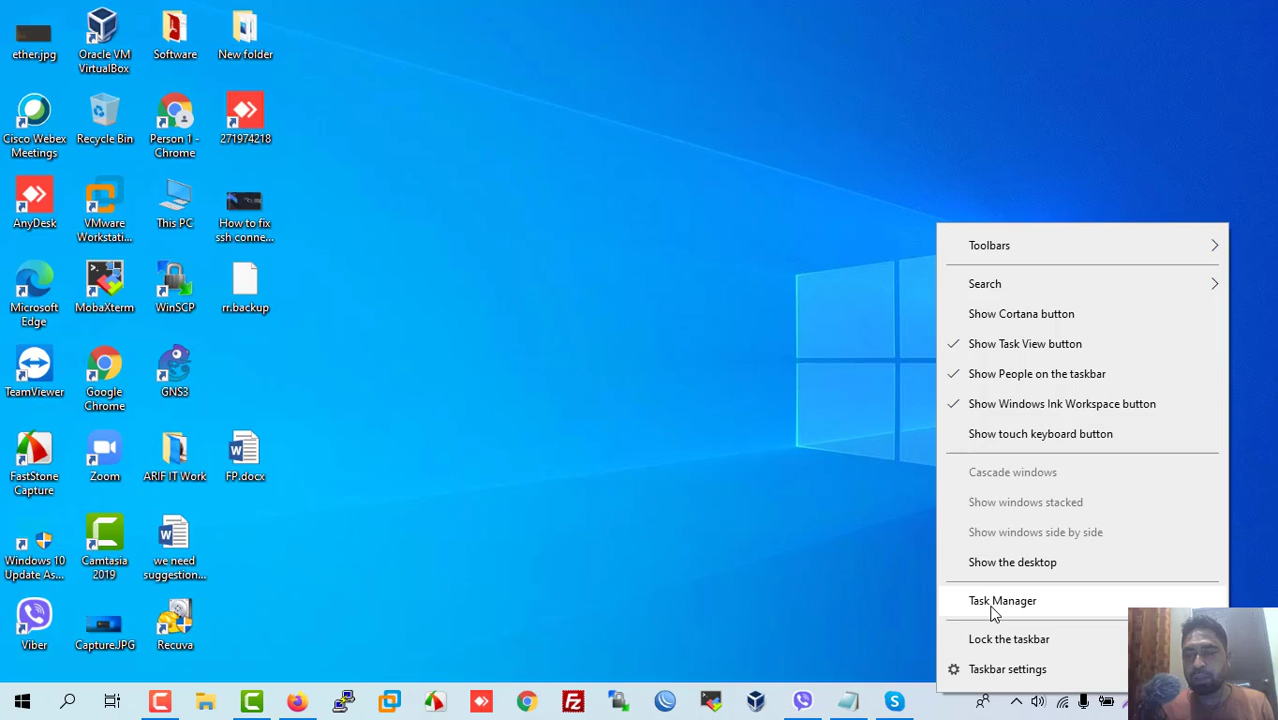 ether.jpg
Oracle VM
VirtualBox
Software
New folder
Cisco Webex
Meetings
Recycle Bin
Person 1 -
Chrome
271974218
AnyDesk
VMware
Workstati...
This PC
How to fix
ssh conne...
Microsoft
Edge
MobaXterm
WinSCP
rr.backup
TeamViewer
Google
Chrome
GNS3
FastStone
Capture
Zoom
ARIF IT Work
FP.docx
Windows 10
Update As...
Camtasia
2019
we need
suggestion...
Viber
Capture.JPG
Recuva
Toolbars
Search
Show Cortana button
Show Task View button
Show People on the taskbar
Show Windows Ink Workspace button
Show touch keyboard button
Cascade windows
Show windows stacked
Show windows side by side
Show the desktop
Task Manager
Lock the taskbar
Taskbar settings